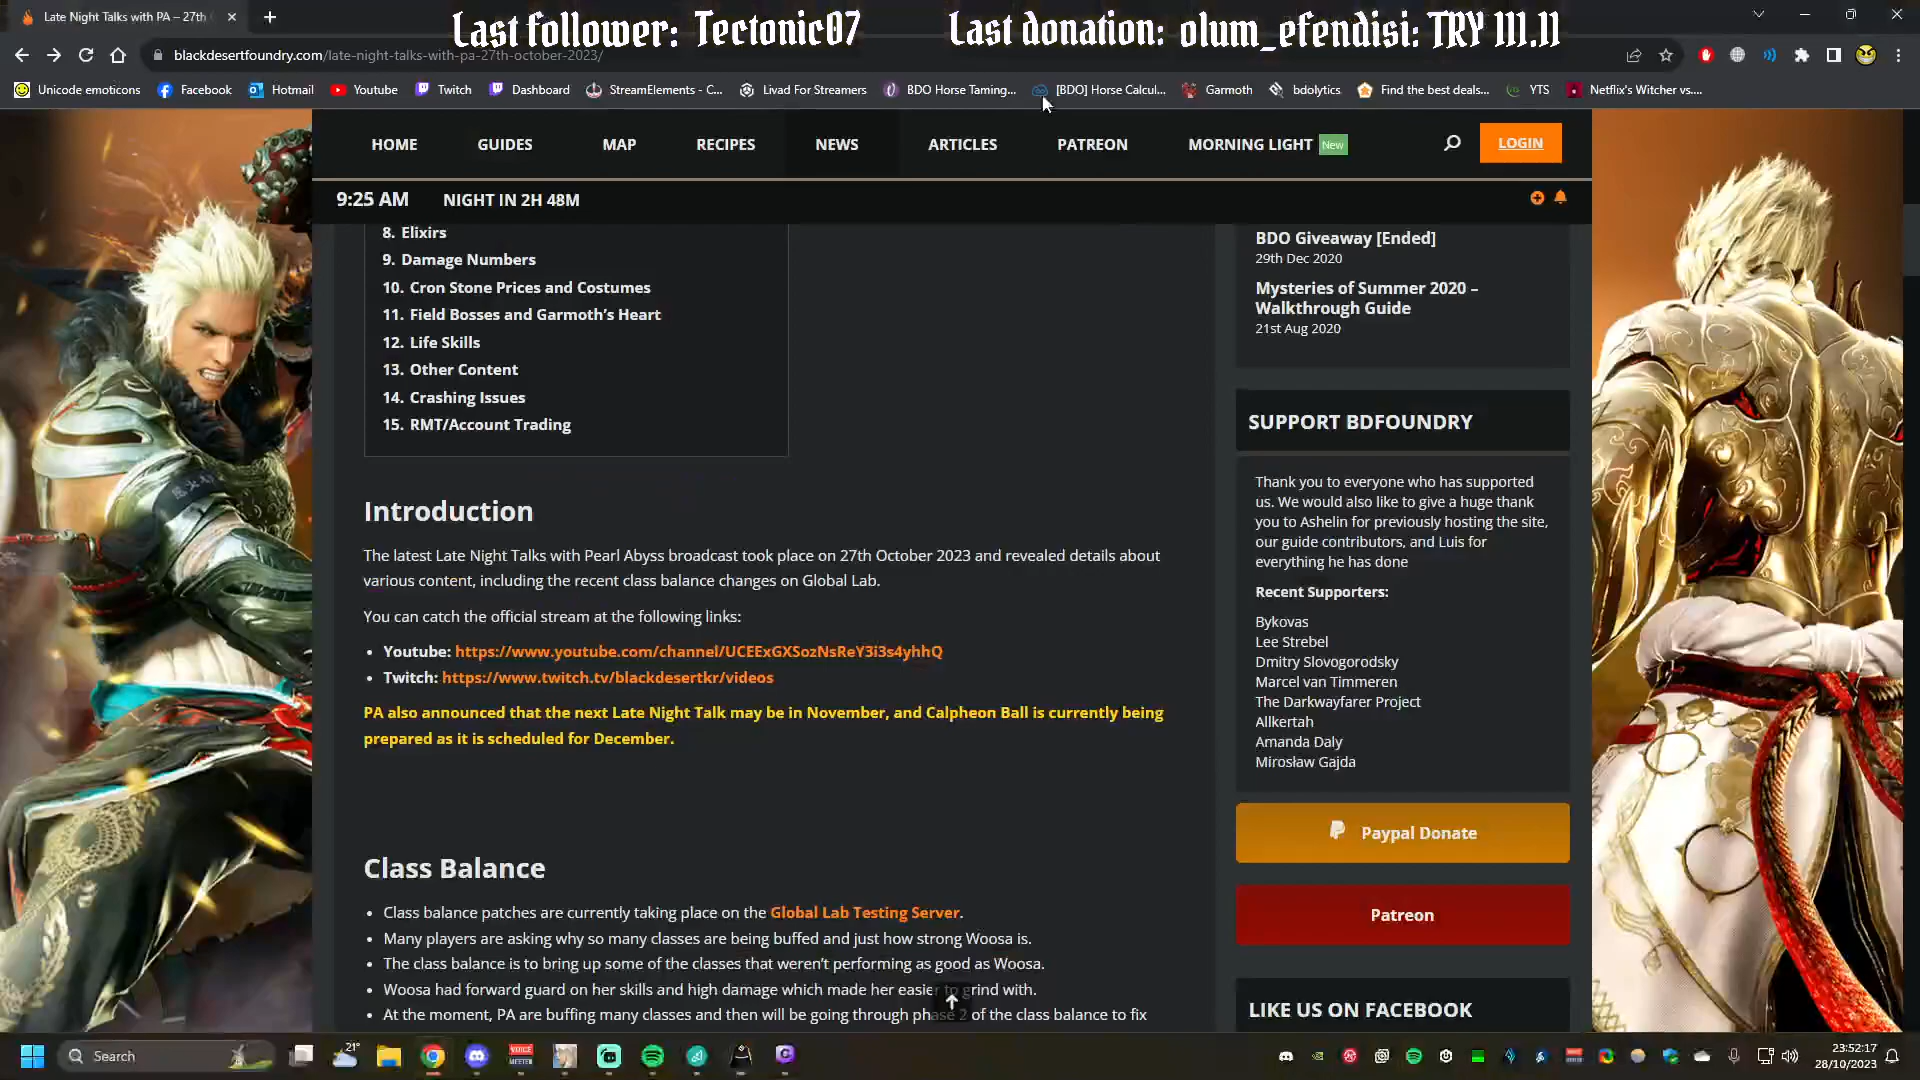 Late Night Talks with PA – 27th
Last follower: Tectonic07
Last donation: olum_efendisi: TRY 111.11
blackdesertfoundry.com/late-night-talks-with-pa-27th-october-2023/
Unicode emoticons Facebook Hotmail Youtube Twitch Dashboard StreamElements - C... Livad For Streamers BDO Horse Taming... [BDO] Horse Calcul... Garmoth bdolytics Find the best deals... YTS Netflix's Witcher vs....
HOME GUIDES MAP RECIPES NEWS ARTICLES PATREON MORNING LIGHT New LOGIN
9:25 AM NIGHT IN 2H 48M
8. Elixirs
9. Damage Numbers
10. Cron Stone Prices and Costumes
11. Field Bosses and Garmoth's Heart
12. Life Skills
13. Other Content
14. Crashing Issues
15. RMT/Account Trading
Introduction
The latest Late Night Talks with Pearl Abyss broadcast took place on 27th October 2023 and revealed details about
various content, including the recent class balance changes on Global Lab.
You can catch the official stream at the following links:
• Youtube: https://www.youtube.com/channel/UCEExGXSozNsReY3i3s4yhhQ
• Twitch: https://www.twitch.tv/blackdesertkr/videos
PA also announced that the next Late Night Talk may be in November, and Calpheon Ball is currently being
prepared as it is scheduled for December.
Class Balance
• Class balance patches are currently taking place on the Global Lab Testing Server.
• Many players are asking why so many classes are being buffed and just how strong Woosa is.
• The class balance is to bring up some of the classes that weren't performing as good as Woosa.
• Woosa had forward guard on her skills and high damage which made her easier to grind with.
• At the moment, PA are buffing many classes and then will be going through phase 2 of the class balance to fix
BDO Giveaway [Ended]
29th Dec 2020
Mysteries of Summer 2020 –
Walkthrough Guide
21st Aug 2020
SUPPORT BDFOUNDRY
Thank you to everyone who has supported
us. We would also like to give a huge thank
you to Ashelin for previously hosting the site,
our guide contributors, and Luis for
everything he has done
Recent Supporters:
Bykovas
Lee Strebel
Dmitry Slovogorodsky
Marcel van Timmeren
The Darkwayfarer Project
Allkertah
Amanda Daly
Mirosław Gajda
Paypal Donate
Patreon
LIKE US ON FACEBOOK
Search
21°
VOICE
MEETER
23:52:17
28/10/2023